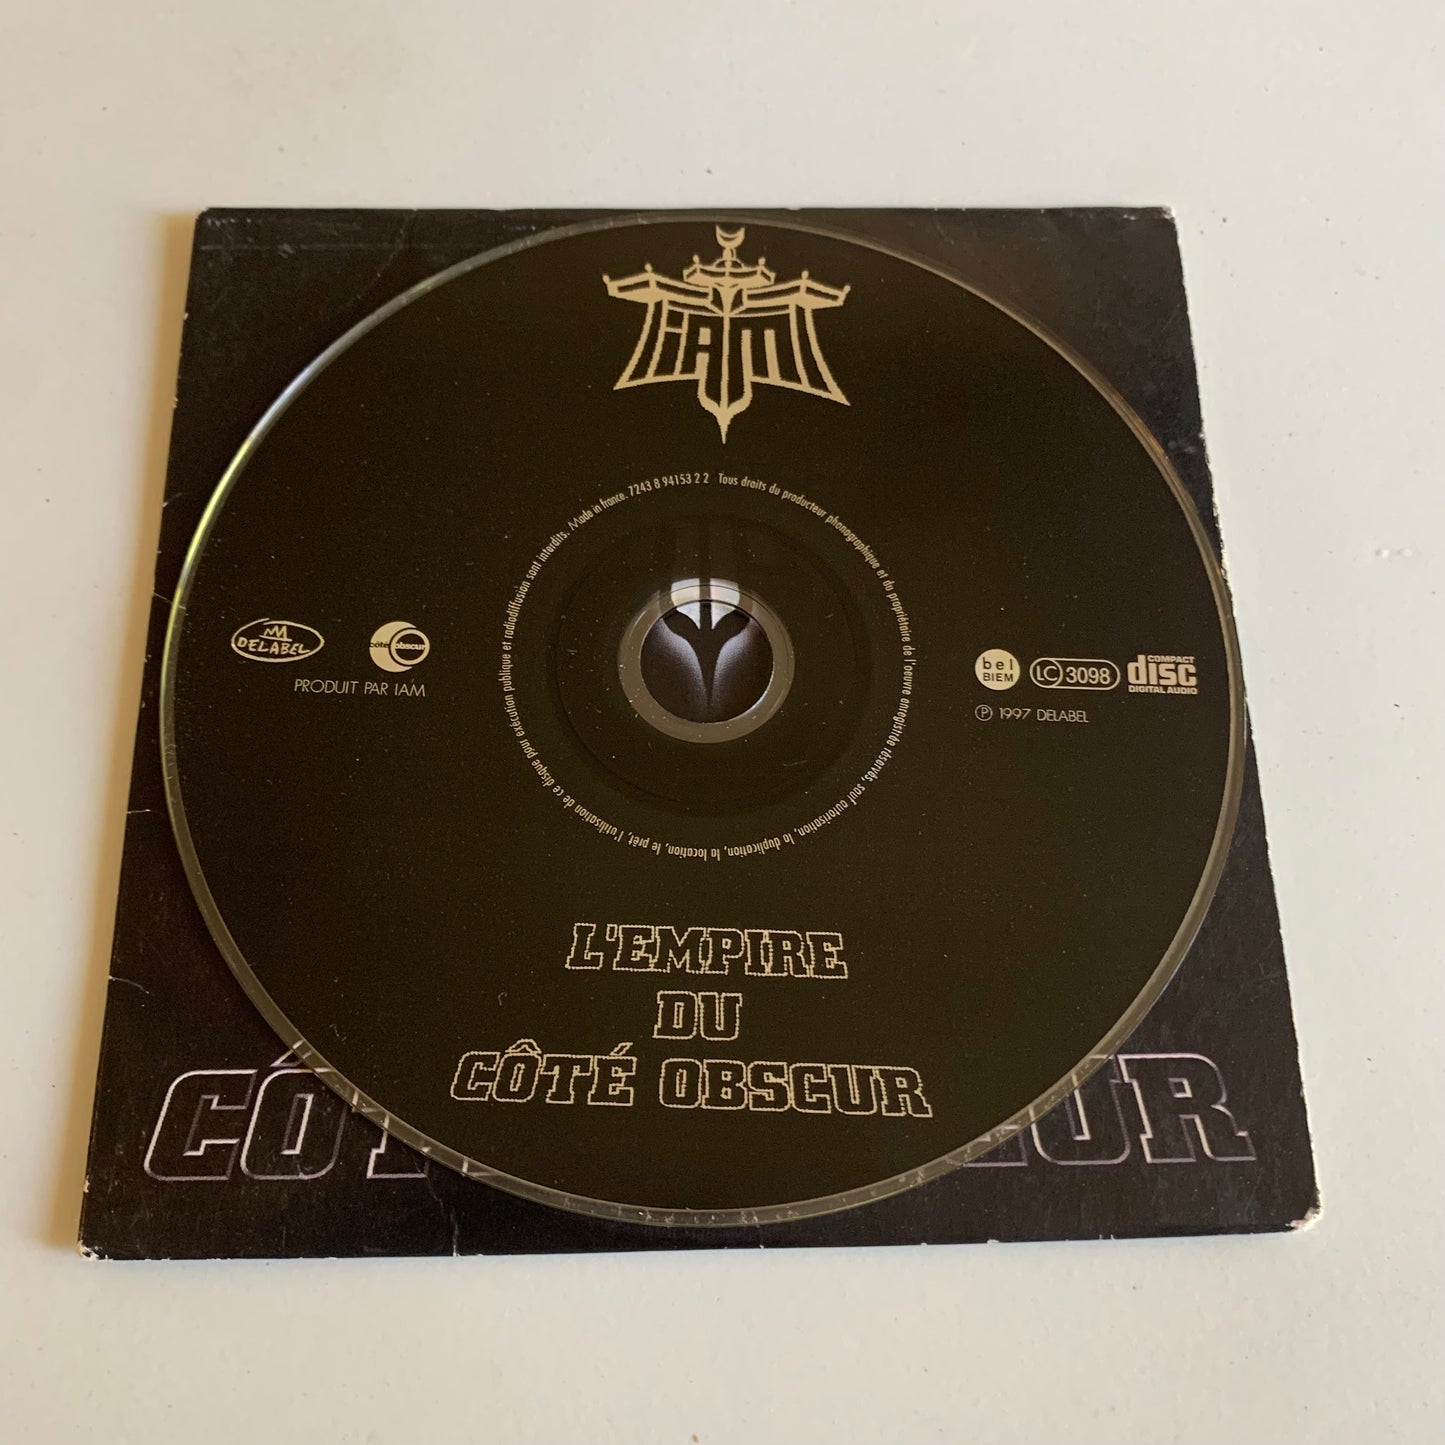 IAM
Made in france. 7243 8 94153 2 2 Tous droits du producteur phonographique et du propriétaire de l'oeuvre enregistrée réservés, sauf autorisation, la duplication, la location, le prêt, l'utilisation de ce disque pour exécution publique et radiodiffusion sont interdits.
DELABEL
côté obscur
PRODUIT PAR IAM
bel
BIEM
LC 3098
COMPACT
disc
DIGITAL AUDIO
℗ 1997 DELABEL
L'EMPIRE
DU
CÔTÉ OBSCUR